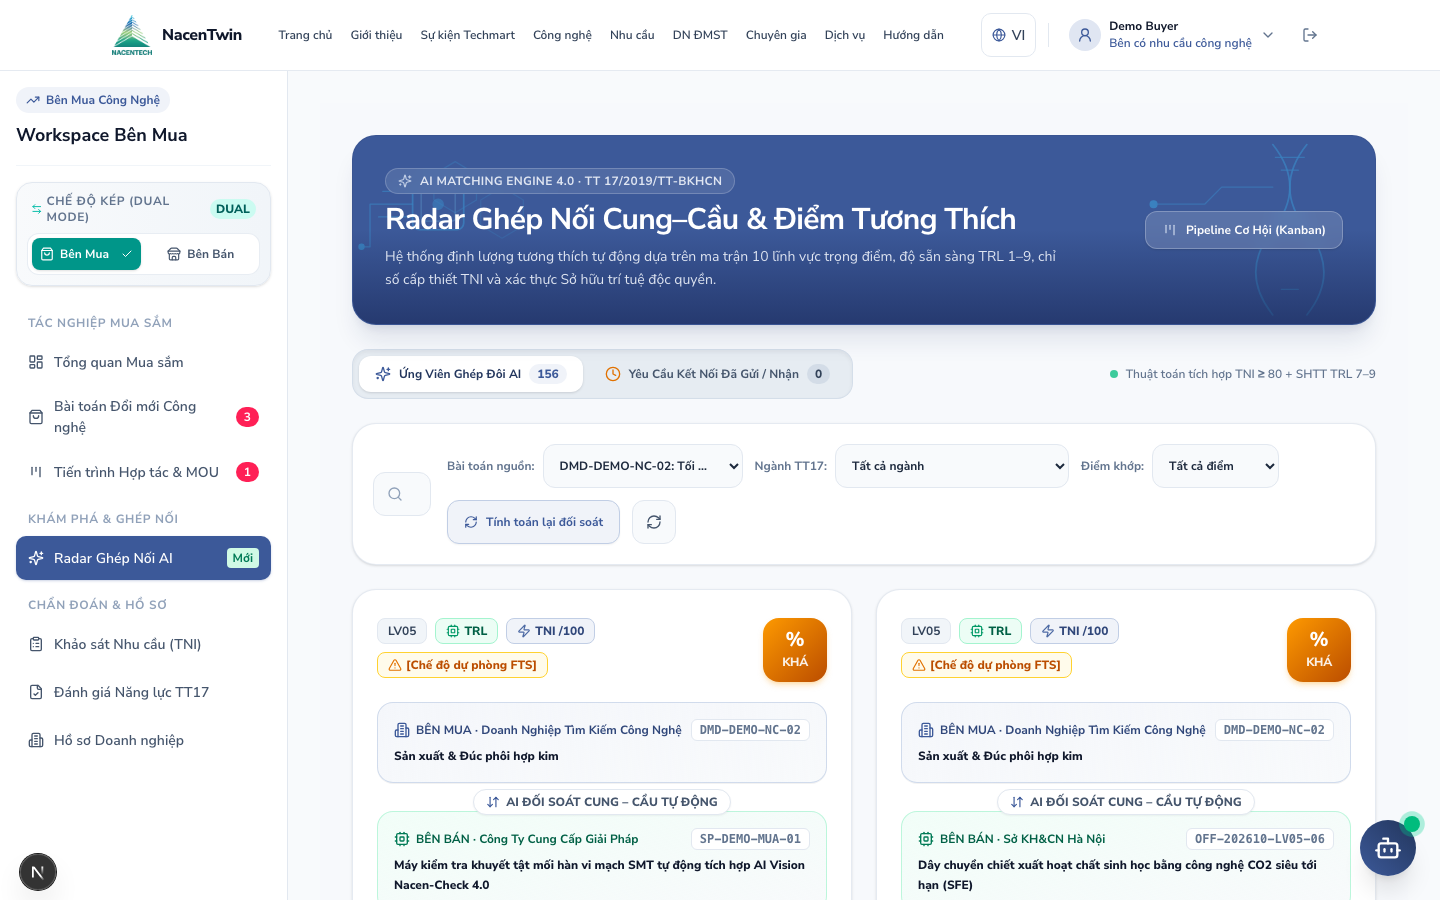 NACENTECH
NacenTwin
Trang chủ
Giới thiệu
Sự kiện Techmart
Công nghệ
Nhu cầu
DN ĐMST
Chuyên gia
Dịch vụ
Hướng dẫn
VI
Demo Buyer
Bên có nhu cầu công nghệ
Bên Mua Công Nghệ
Workspace Bên Mua
CHẾ ĐỘ KÉP (DUAL
MODE)
DUAL
Bên Mua
Bên Bán
TÁC NGHIỆP MUA SẮM
Tổng quan Mua sắm
Bài toán Đổi mới Công
nghệ
3
Tiến trình Hợp tác & MOU
1
KHÁM PHÁ & GHÉP NỐI
Radar Ghép Nối AI
Mới
CHẨN ĐOÁN & HỒ SƠ
Khảo sát Nhu cầu (TNI)
Đánh giá Năng lực TT17
Hồ sơ Doanh nghiệp
N
AI MATCHING ENGINE 4.0 · TT 17/2019/TT-BKHCN
Radar Ghép Nối Cung–Cầu & Điểm Tương Thích
Hệ thống định lượng tương thích tự động dựa trên ma trận 10 lĩnh vực trọng điểm, độ sẵn sàng TRL 1–9, chỉ
số cấp thiết TNI và xác thực Sở hữu trí tuệ độc quyền.
Pipeline Cơ Hội (Kanban)
Ứng Viên Ghép Đôi AI
156
Yêu Cầu Kết Nối Đã Gửi / Nhận
0
Thuật toán tích hợp TNI ≥ 80 + SHTT TRL 7–9
Bài toán nguồn:
DMD-DEMO-NC-02: Tối ...
Ngành TT17:
Tất cả ngành
Điểm khớp:
Tất cả điểm
Tính toán lại đối soát
LV05
TRL
TNI /100
[Chế độ dự phòng FTS]
%
KHÁ
BÊN MUA · Doanh Nghiệp Tìm Kiếm Công Nghệ
DMD-DEMO-NC-02
Sản xuất & Đúc phôi hợp kim
AI ĐỐI SOÁT CUNG – CẦU TỰ ĐỘNG
BÊN BÁN · Công Ty Cung Cấp Giải Pháp
SP-DEMO-MUA-01
Máy kiểm tra khuyết tật mối hàn vi mạch SMT tự động tích hợp AI Vision
Nacen-Check 4.0
LV05
TRL
TNI /100
[Chế độ dự phòng FTS]
%
KHÁ
BÊN MUA · Doanh Nghiệp Tìm Kiếm Công Nghệ
DMD-DEMO-NC-02
Sản xuất & Đúc phôi hợp kim
AI ĐỐI SOÁT CUNG – CẦU TỰ ĐỘNG
BÊN BÁN · Sở KH&CN Hà Nội
OFF-202610-LV05-06
Dây chuyền chiết xuất hoạt chất sinh học bằng công nghệ CO2 siêu tới
hạn (SFE)